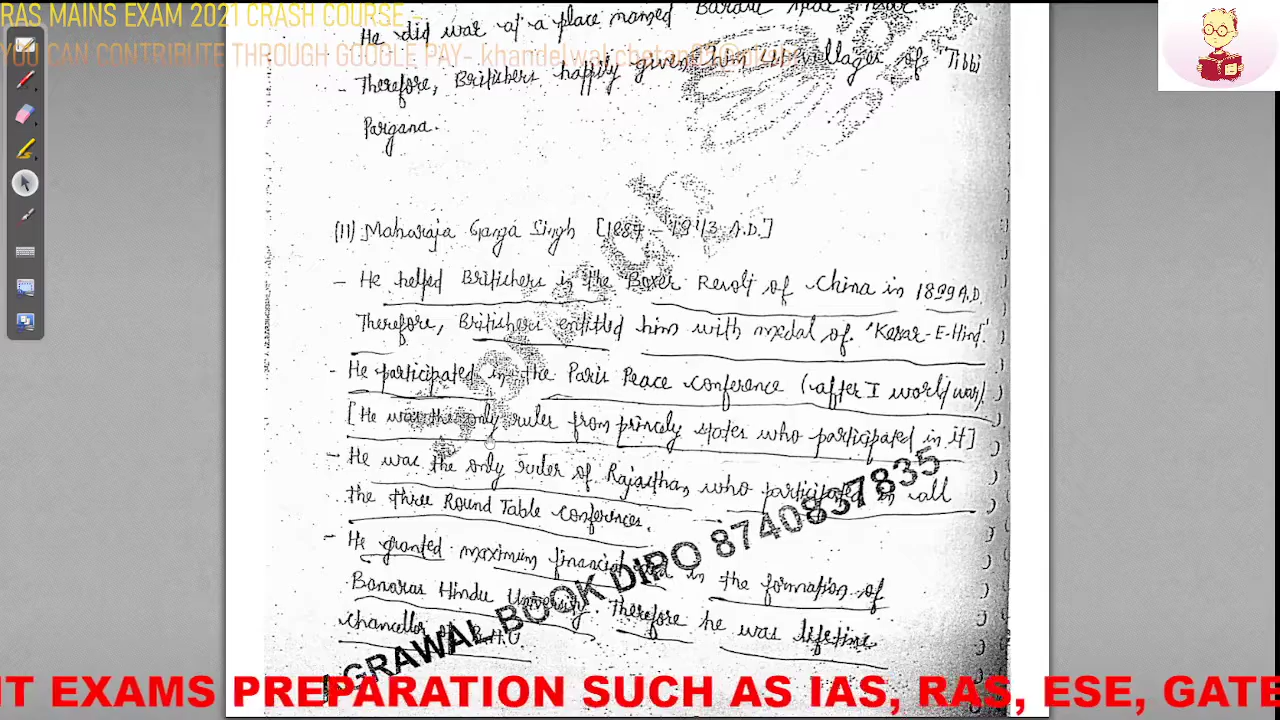 RAS MAINS EXAM 2021 CRASH COURSE -
YOU CAN CONTRIBUTE THROUGH GOOGLE PAY-
He did war of a place named
- Therefore, Britishers happily given him villages of Tibbi
Pargana.
(11) Maharaja Ganga Singh [1887 - 1943 A.D.]
- He helped Britishers in the Boxer Revolt of China in 1899 A.D.
Therefore, Britishers entitled him with medal of. 'Kesar-E-Hind'.
- He participated in the Paris Peace conference (after I world war)
[He was the only ruler from princely states who participated in it]
- He was the only ruler of Rajasthan, who participated in all
the three Round Table conferences.
- He granted maximum financial aid in the formation of
Banaras Hindu University. Therefore he was lifetime
chancellor of B.H.U
AGRAWAL BOOK DIPO 8740837835
IT EXAMS PREPARATION SUCH AS IAS, RAS, ESE, GATE